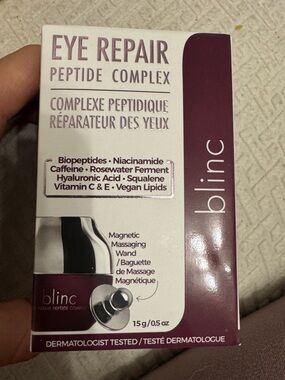 EYE REPAIR
PEPTIDE COMPLEX
COMPLEXE PEPTIDIQUE
RÉPARATEUR DES YEUX
Biopeptides • Niacinamide
Caffeine • Rosewater Ferment
Hyaluronic Acid • Squalene
Vitamin C & E • Vegan Lipids
blinc
Magnetic
Massaging
Wand
/ Baguette
de Massage
Magnétique
blinc
15 g / 0.5 oz
DERMATOLOGIST TESTED / TESTÉ DERMATOLOGUE